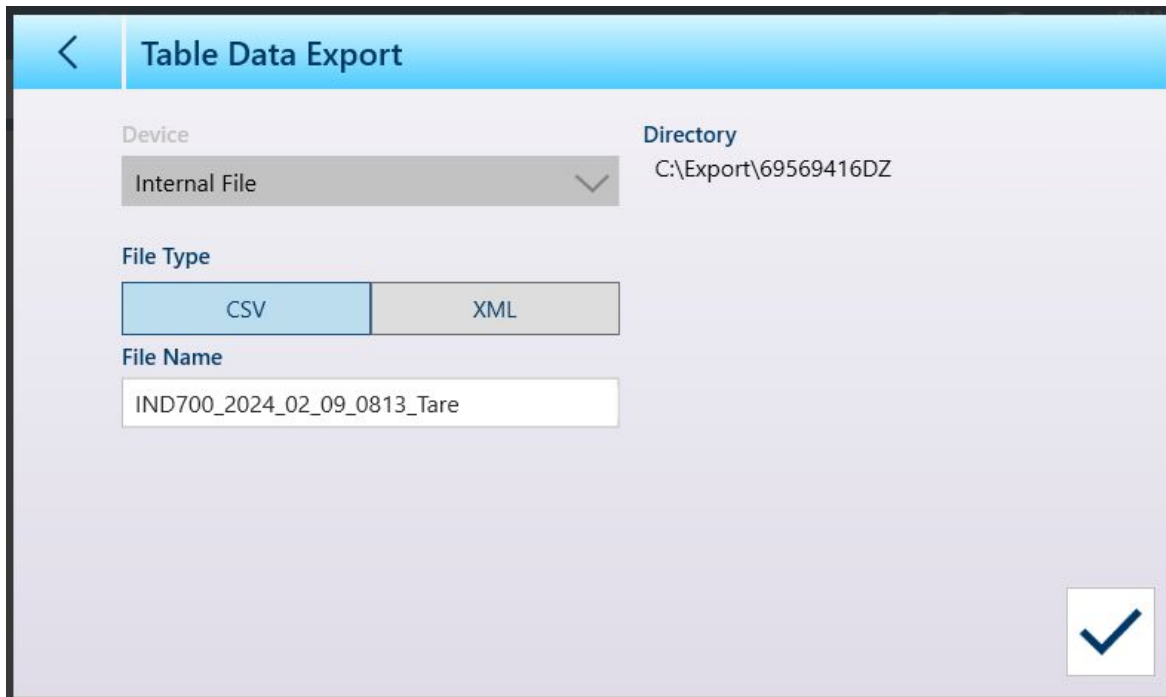 Table Data Export
Device
Internal File
Directory
C:\Export\69569416DZ
File Type
CSV
XML
File Name
IND700_2024_02_09_0813_Tare